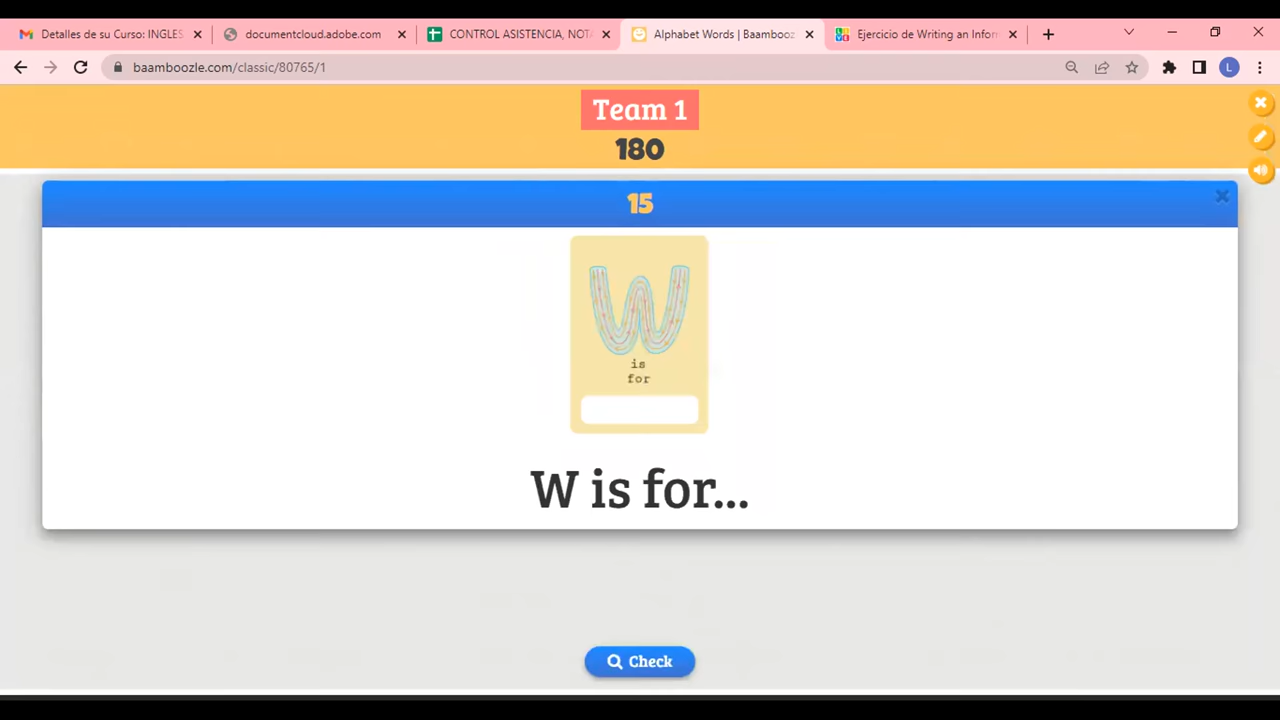 Detalles de su Curso: INGLES
documentcloud.adobe.com
CONTROL ASISTENCIA, NOTA
Alphabet Words | Baambooz
Ejercicio de Writing an Inforn
L
baamboozle.com/classic/80765/1
L
Team 1
180
15
W
is
for
W is for...
Check